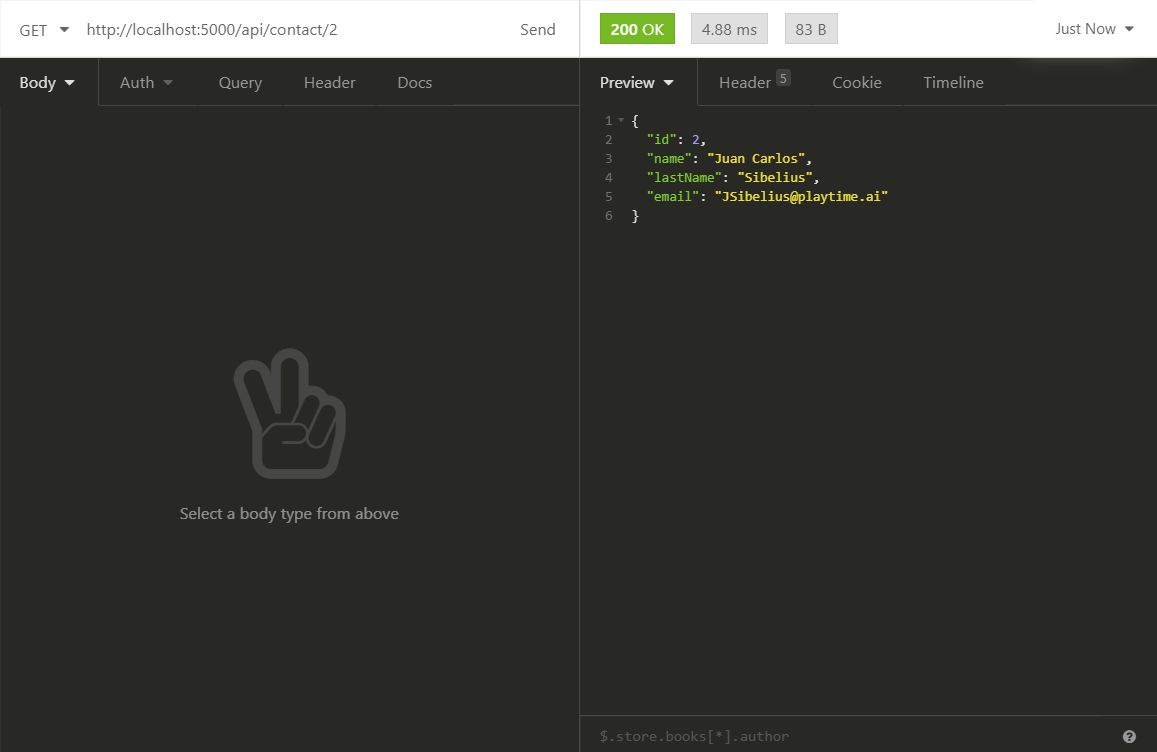 GET http://localhost:5000/api/contact/2 Send
200 OK 4.88 ms 83 B Just Now
Body Auth Query Header Docs
Preview Header 5 Cookie Timeline
1 {
2 "id": 2,
3 "name": "Juan Carlos",
4 "lastName": "Sibelius",
5 "email": "JSibelius@playtime.ai"
6 }
Select a body type from above
$.store.books[*].author ?